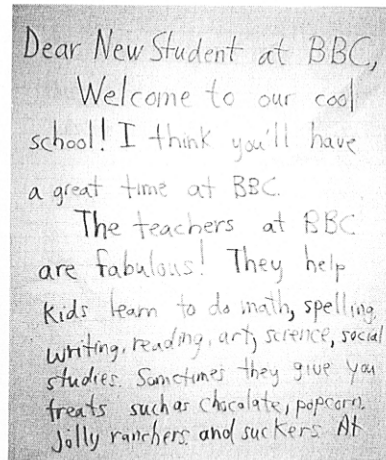 Dear New Student at BBC,
Welcome to our cool
school! I think you'll have
a great time at BBC.
The teachers at BBC
are fabulous! They help
kids learn to do math, spelling,
writing, reading, art, science, social
studies. Sometimes they give you
treats such as chocolate, popcorn,
jolly ranchers and suckers. At